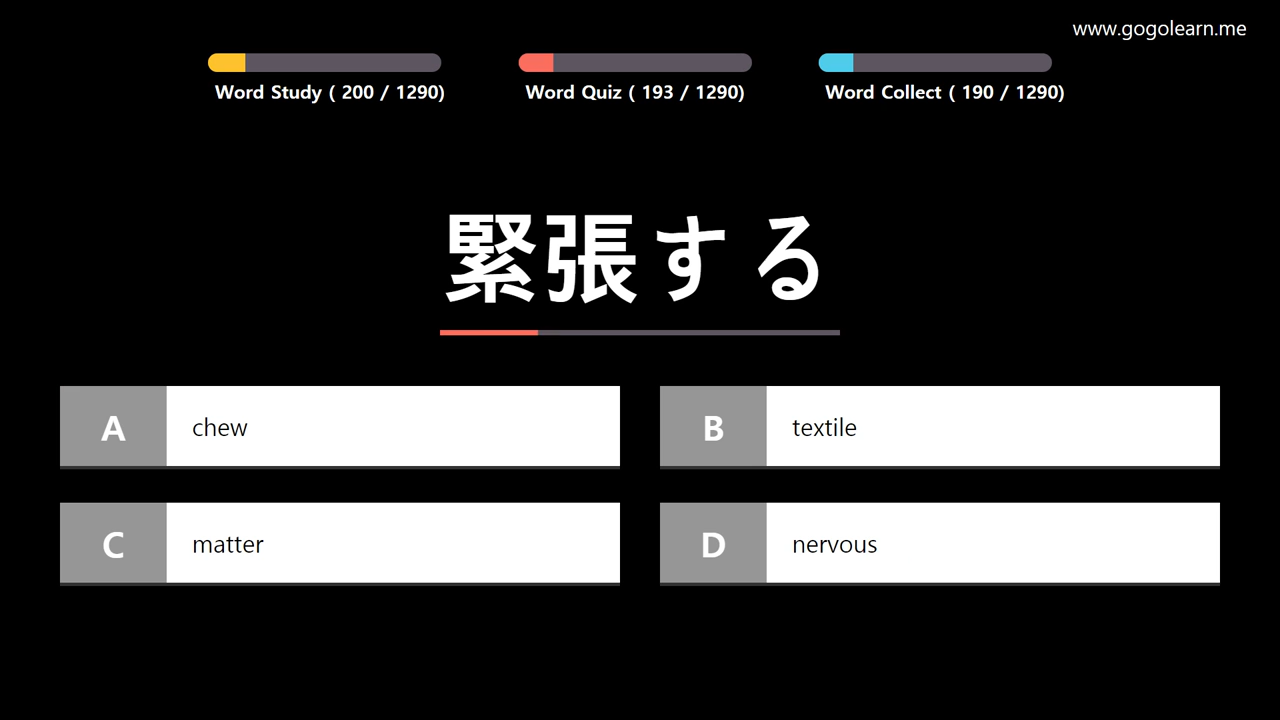 www.gogolearn.me
Word Study ( 200 / 1290)
Word Quiz ( 193 / 1290)
Word Collect ( 190 / 1290)
緊張する
A chew
B textile
C matter
D nervous